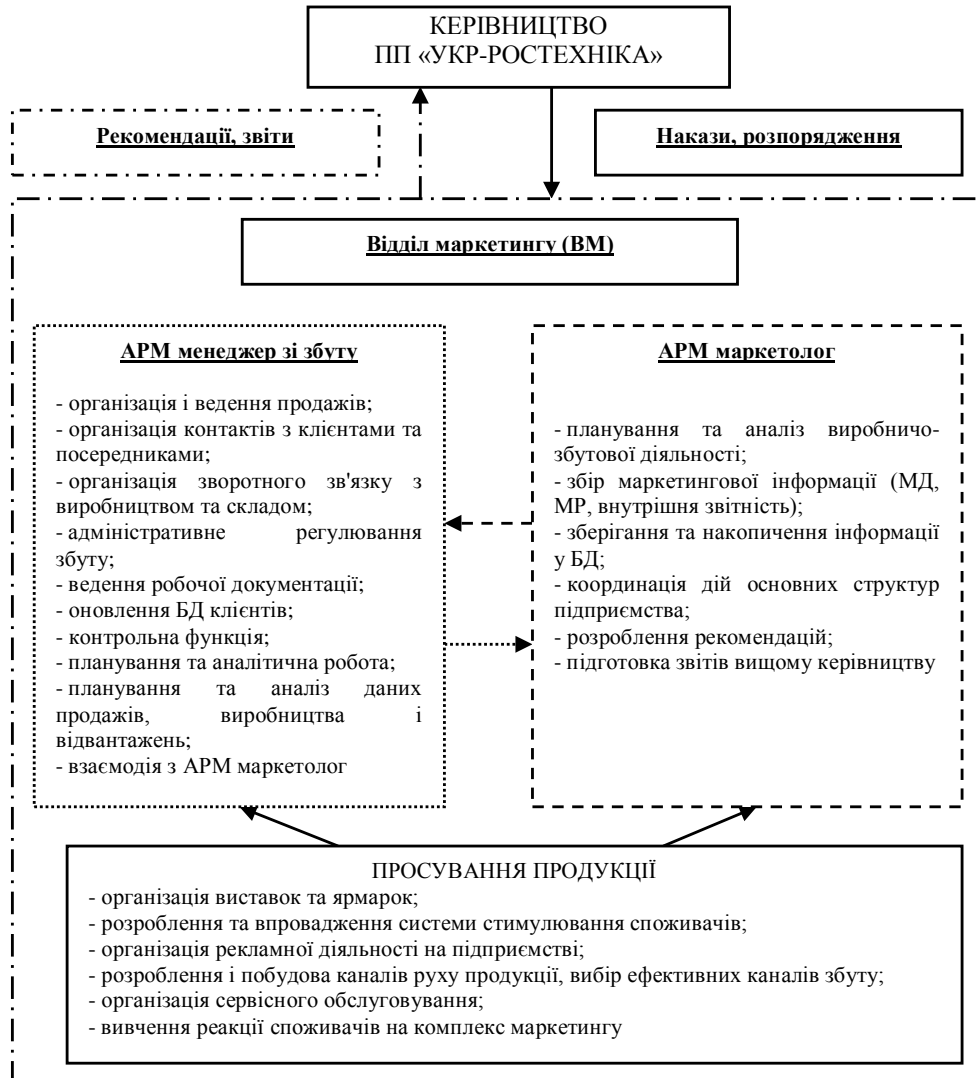 КЕРІВНИЦТВО
ПП «УКР-РОСТЕХНІКА»
Рекомендації, звіти
Накази, розпорядження
Відділ маркетингу (ВМ)
АРМ менеджер зі збуту
- організація і ведення продажів;
- організація контактів з клієнтами та
посередниками;
- організація зворотного зв'язку з
виробництвом та складом;
- адміністративне регулювання
збуту;
- ведення робочої документації;
- оновлення БД клієнтів;
- контрольна функція;
- планування та аналітична робота;
- планування та аналіз даних
продажів, виробництва і
відвантажень;
- взаємодія з АРМ маркетолог
АРМ маркетолог
- планування та аналіз виробничо-
збутової діяльності;
- збір маркетингової інформації (МД,
МР, внутрішня звітність);
- зберігання та накопичення інформації
у БД;
- координація дій основних структур
підприємства;
- розроблення рекомендацій;
- підготовка звітів вищому керівництву
ПРОСУВАННЯ ПРОДУКЦІЇ
- організація виставок та ярмарок;
- розроблення та впровадження системи стимулювання споживачів;
- організація рекламної діяльності на підприємстві;
- розроблення і побудова каналів руху продукції, вибір ефективних каналів збуту;
- організація сервісного обслуговування;
- вивчення реакції споживачів на комплекс маркетингу